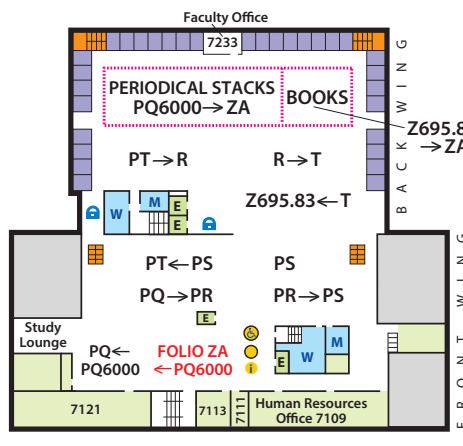 Faculty Office
7233
PERIODICAL STACKS
PQ6000→ZA
BOOKS
Z695.8
→ZA
BACK WING
PT→R
R→T
Z695.83←T
W
M
E
E
PT←PS
PS
PQ→PR
PR→PS
E
Study
Lounge
PQ←
PQ6000
FOLIO ZA
←PQ6000
i
E
W
M
FRONT WING
7121
7113
7111
Human Resources
Office 7109